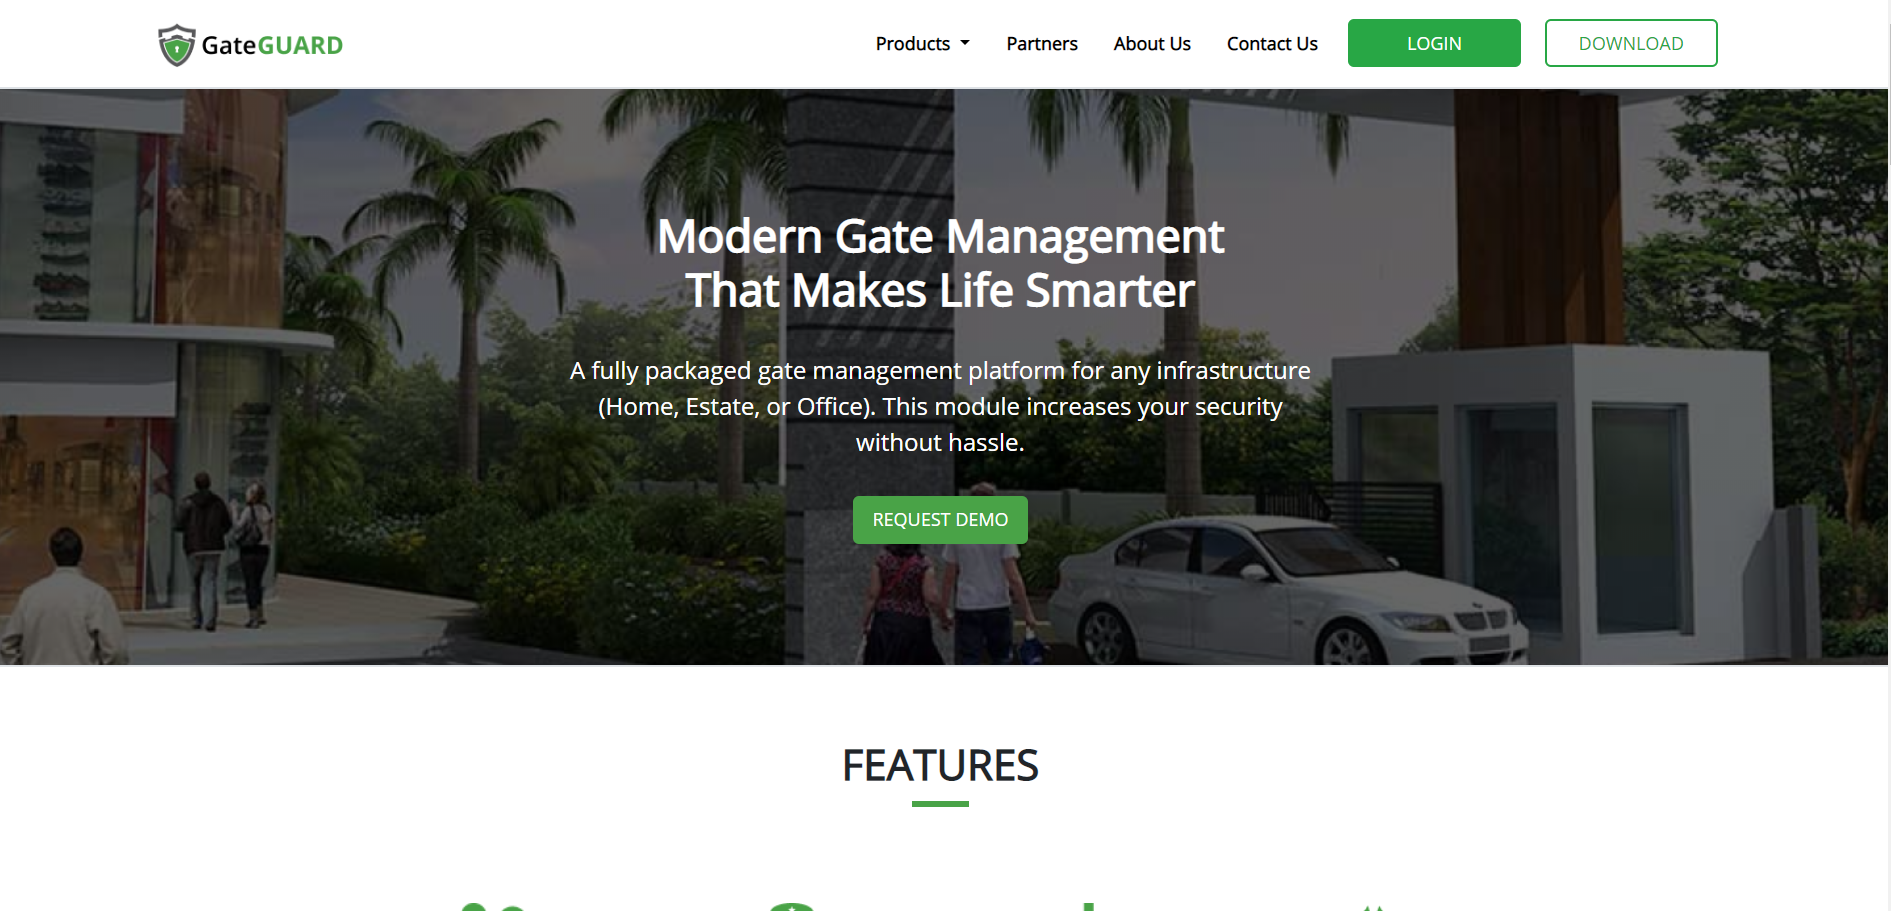 GateGUARD
Products
Partners
About Us
Contact Us
LOGIN
DOWNLOAD
Modern Gate Management
That Makes Life Smarter
A fully packaged gate management platform for any infrastructure
(Home, Estate, or Office). This module increases your security
without hassle.
REQUEST DEMO
FEATURES